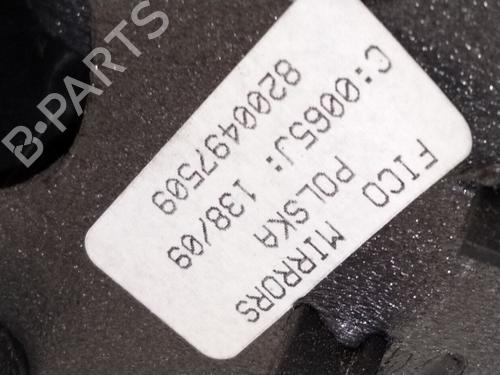 FICO MIRRORS
POLSKA
C:0065J: 138/09
8200497509
B-PARTS